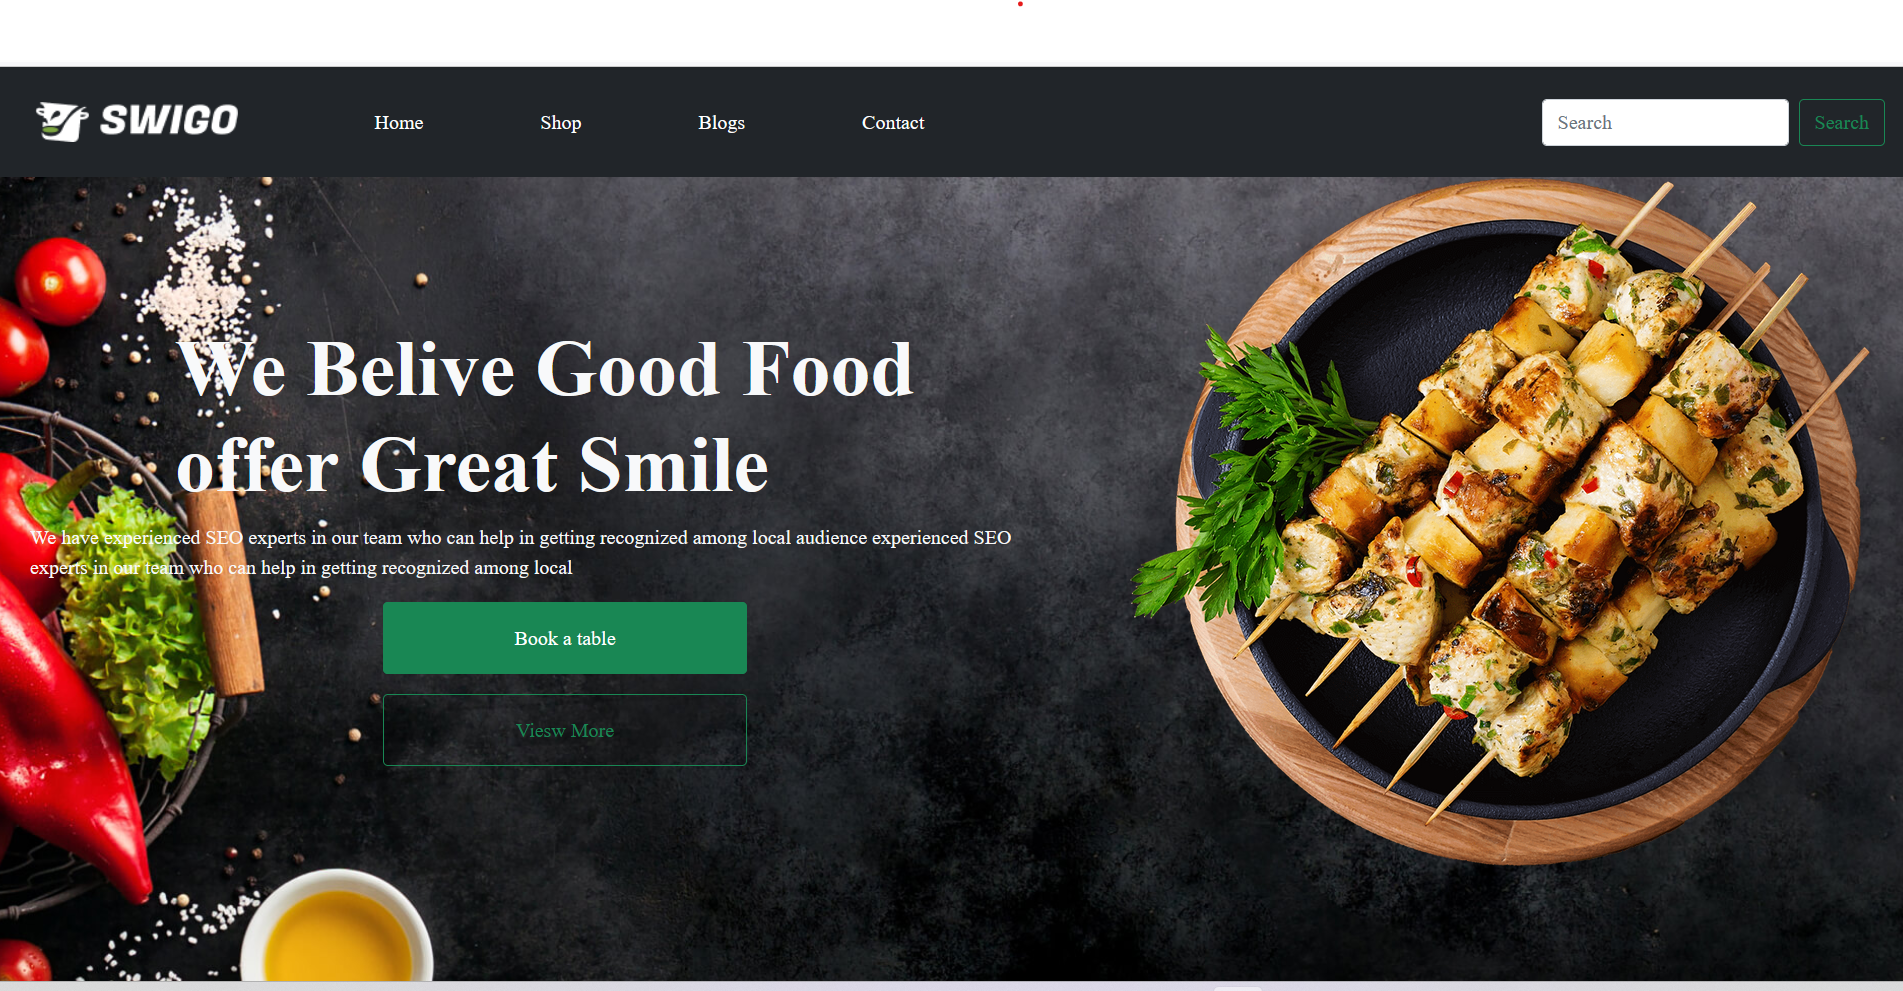 SWIGO
Home
Shop
Blogs
Contact
Search
Search
We Belive Good Food
offer Great Smile
We have experienced SEO experts in our team who can help in getting recognized among local audience experienced SEO
experts in our team who can help in getting recognized among local
Book a table
Viesw More